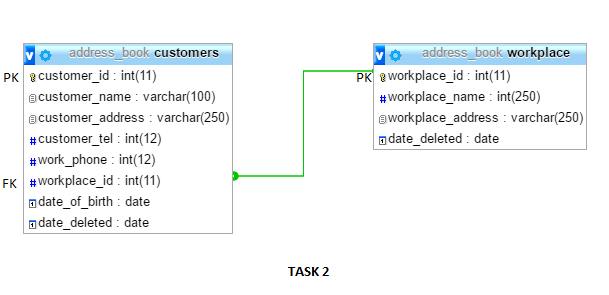 address_book customers
PK customer_id : int(11)
customer_name : varchar(100)
customer_address : varchar(250)
# customer_tel : int(12)
# work_phone : int(12)
FK # workplace_id : int(11)
date_of_birth : date
date_deleted : date
address_book workplace
PK workplace_id : int(11)
# workplace_name : int(250)
workplace_address : varchar(250)
date_deleted : date
TASK 2